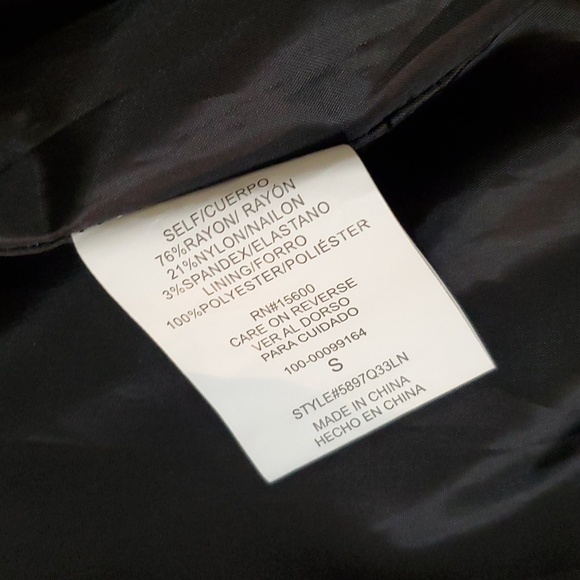 SELF/CUERPO
76%RAYON/ RAYÓN
21%NYLON/NAILON
3%SPANDEX/ELASTANO
LINING/FORRO
100%POLYESTER/POLIÉSTER
RN#15600
CARE ON REVERSE
VER AL DORSO
PARA CUIDADO
100-00099164
S
STYLE#5897Q33LN
MADE IN CHINA
HECHO EN CHINA